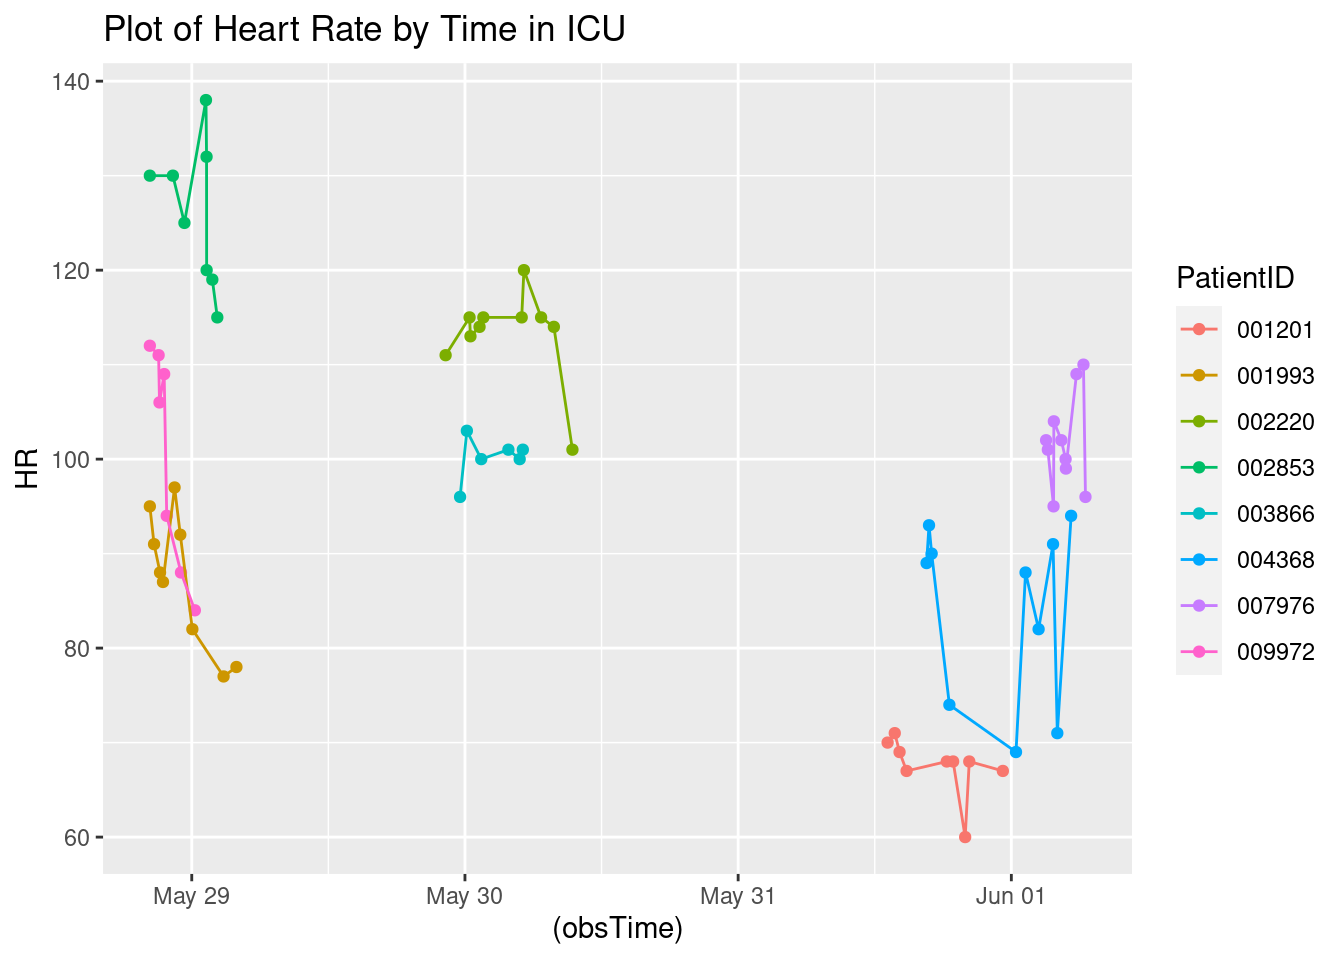 Plot of Heart Rate by Time in ICU
140
120
100
80
60
HR
May 29
May 30
May 31
Jun 01
(obsTime)
PatientID
001201
001993
002220
002853
003866
004368
007976
009972